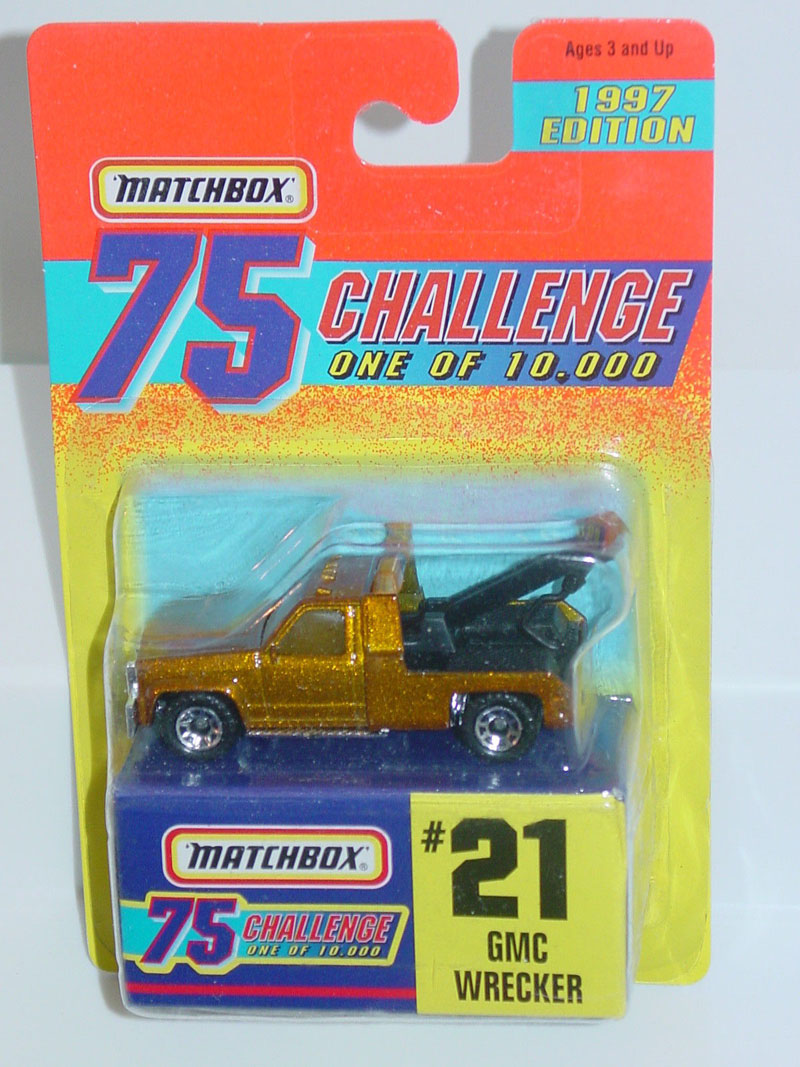 Ages 3 and Up
1997
EDITION
MATCHBOX®
75 CHALLENGE
ONE OF 10,000
MATCHBOX®
75 CHALLENGE
ONE OF 10,000
#21
GMC
WRECKER